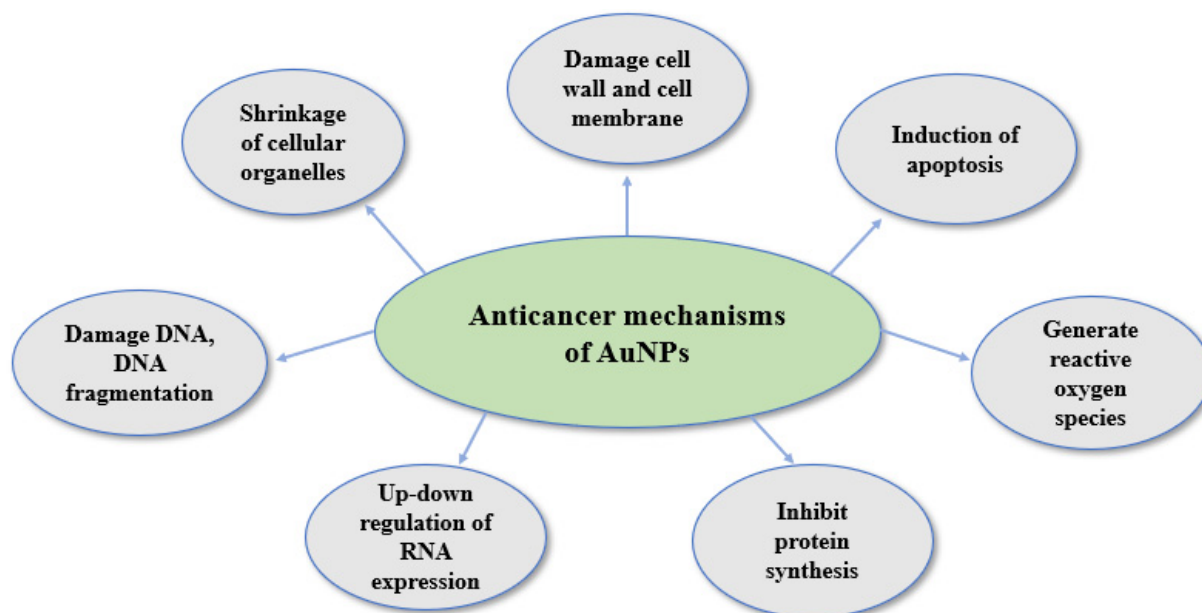 Damage cell
wall and cell
membrane
Shrinkage
of cellular
organelles
Induction of
apoptosis
Anticancer mechanisms
of AuNPs
Damage DNA,
DNA
fragmentation
Generate
reactive
oxygen
species
Up-down
regulation of
RNA
expression
Inhibit
protein
synthesis